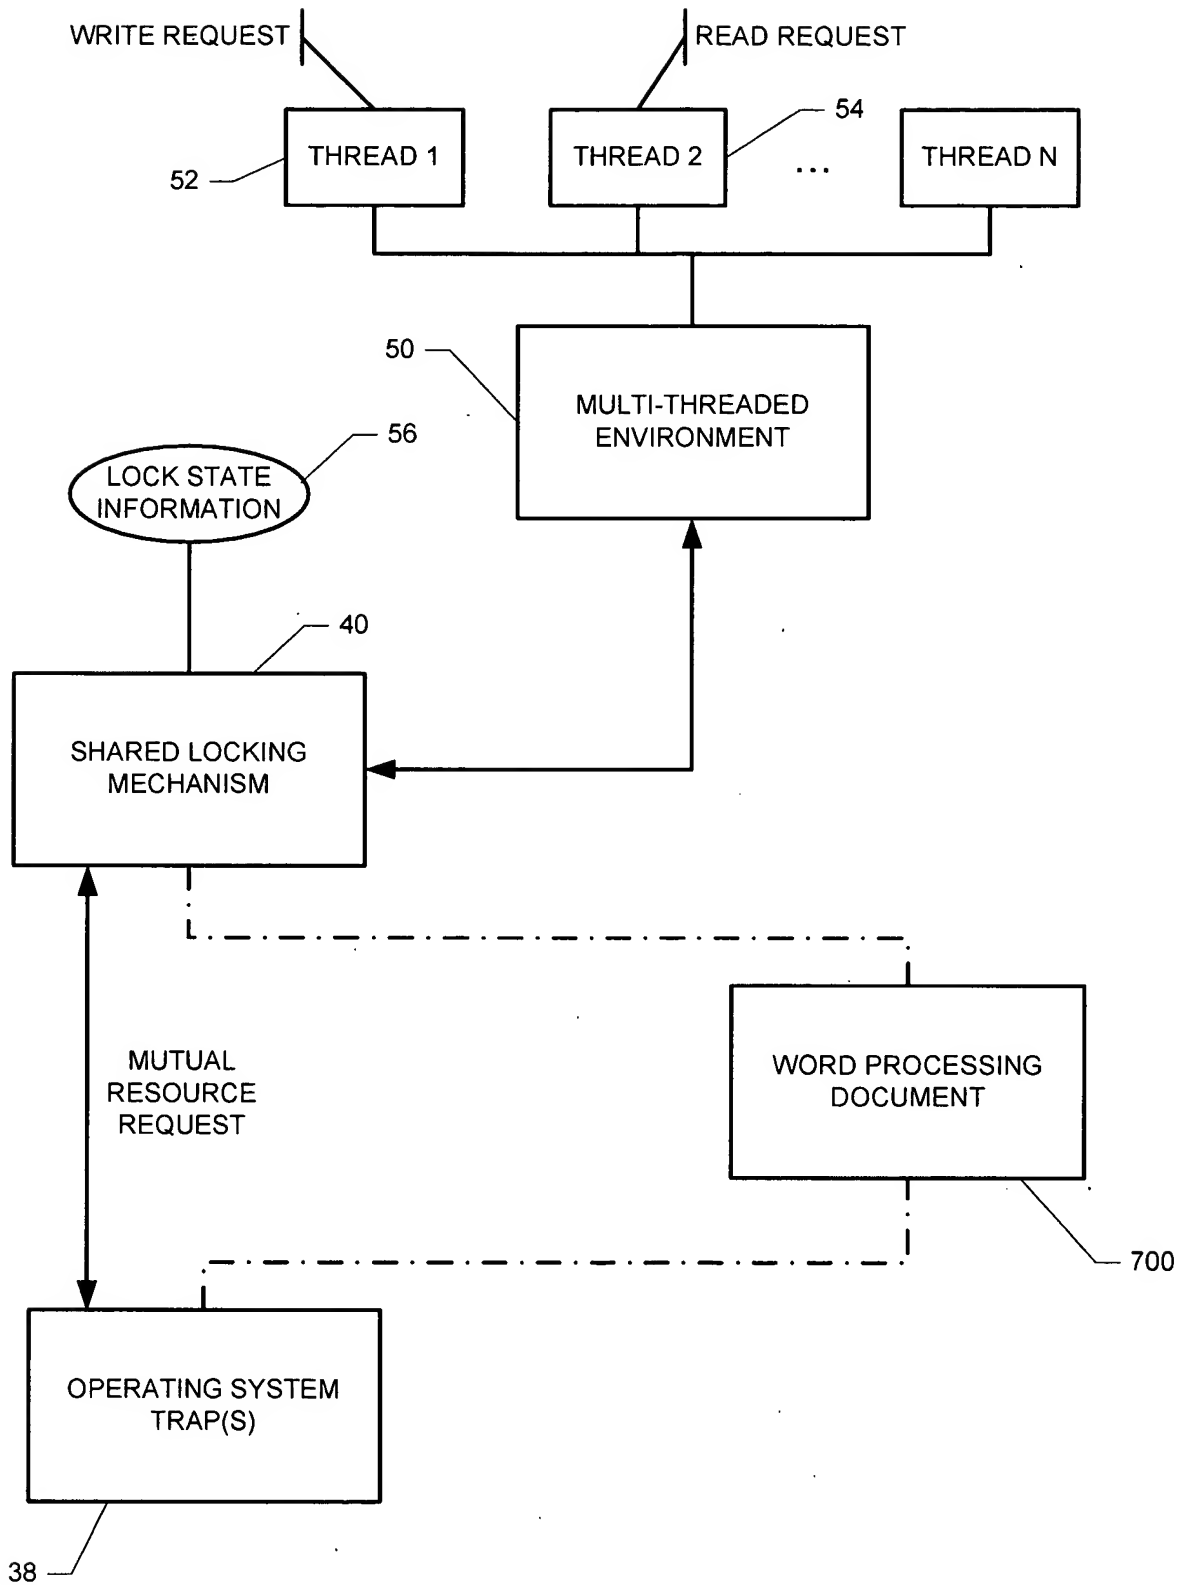 WRITE REQUEST
READ REQUEST
54
THREAD 1
THREAD 2
...
THREAD N
52
50
MULTI-THREADED
ENVIRONMENT
56
LOCK STATE
INFORMATION
40
SHARED LOCKING
MECHANISM
MUTUAL
RESOURCE
REQUEST
WORD PROCESSING
DOCUMENT
700
OPERATING SYSTEM
TRAP(S)
38